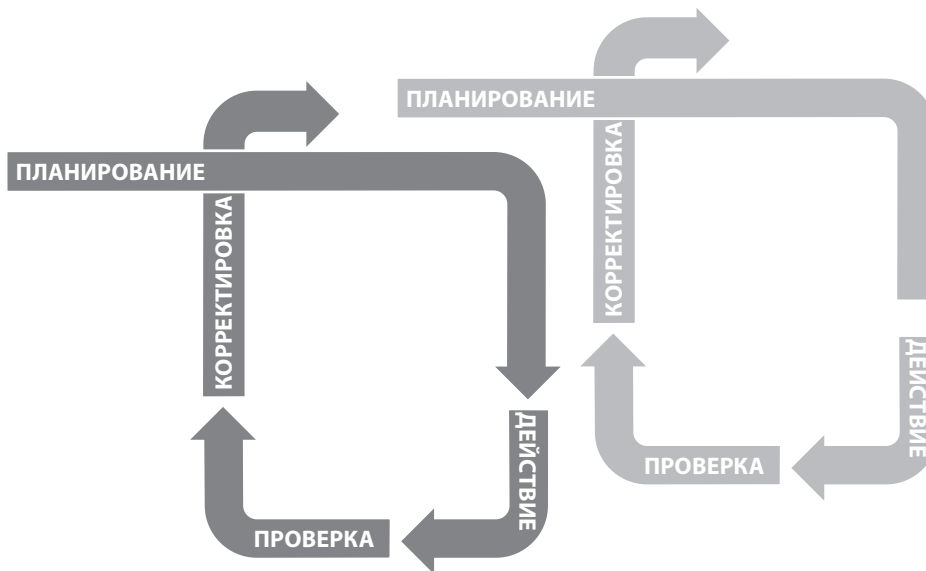 ПЛАНИРОВАНИЕ
КОРРЕКТИРОВКА
ДЕЙСТВИЕ
ПРОВЕРКА
ПЛАНИРОВАНИЕ
КОРРЕКТИРОВКА
ДЕЙСТВИЕ
ПРОВЕРКА